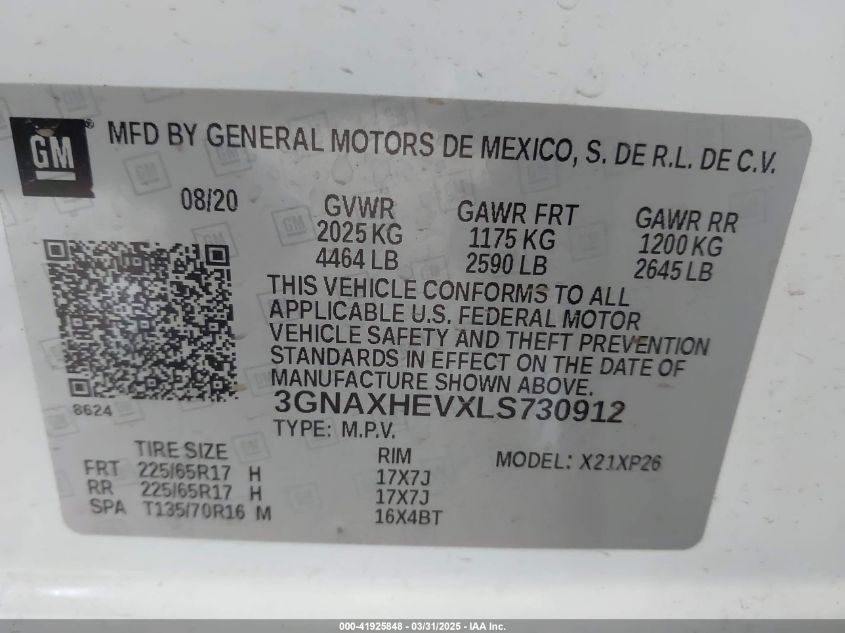 GM
MFD BY GENERAL MOTORS DE MEXICO, S. DE R.L. DE C.V.
08/20
GVWR
2025 KG
4464 LB
GAWR FRT
1175 KG
2590 LB
GAWR RR
1200 KG
2645 LB
THIS VEHICLE CONFORMS TO ALL
APPLICABLE U.S. FEDERAL MOTOR
VEHICLE SAFETY AND THEFT PREVENTION
STANDARDS IN EFFECT ON THE DATE OF
MANUFACTURE SHOWN ABOVE.
8624
3GNAXHEVXLS730912
TYPE: M.P.V.
TIRE SIZE RIM MODEL: X21XP26
FRT 225/65R17 H 17X7J
RR 225/65R17 H 17X7J
SPA T135/70R16 M 16X4BT
000-41925848 - 03/31/2025 - IAA Inc.